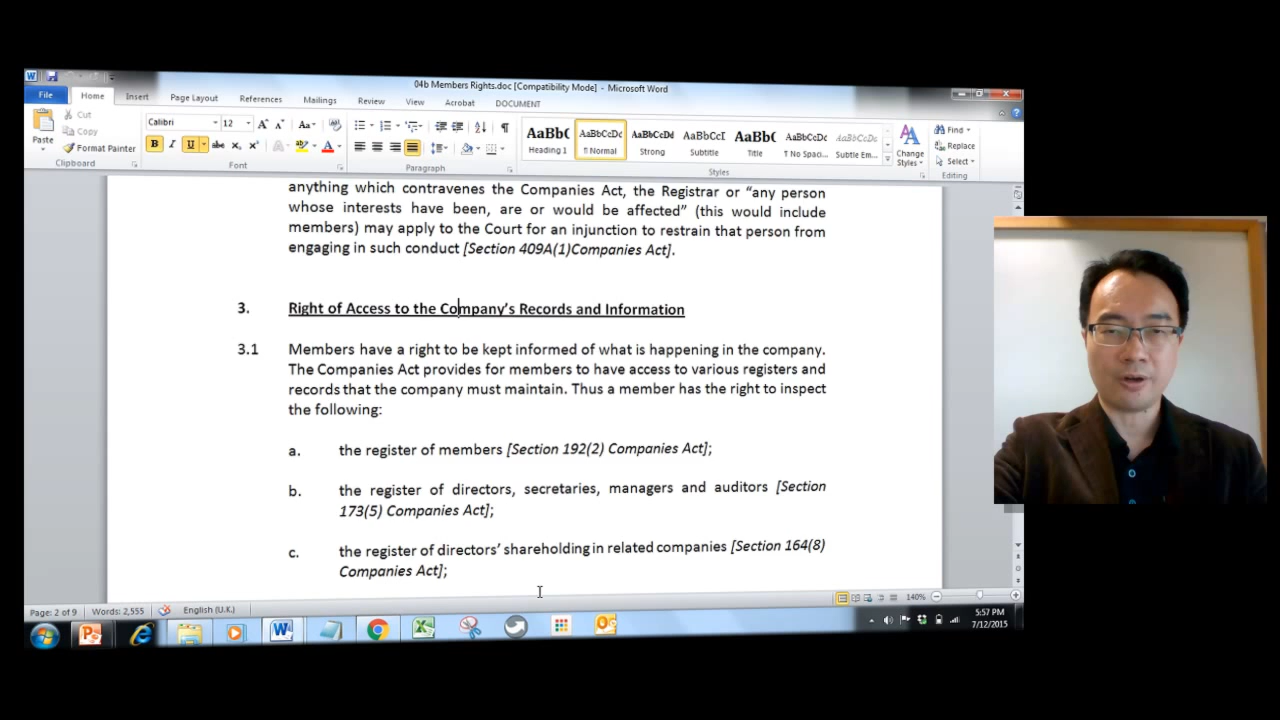 04b Members Rights.doc [Compatibility Mode] - Microsoft Word
File Home Insert Page Layout References Mailings Review View Acrobat DOCUMENT
Cut
Copy
Paste
Format Painter
Clipboard
Calibri 12
Font
Paragraph
AaBb( AaBbCcDc AaBbCcDd AaBbCcI AaBb( AaBbCcDc AaBbCcDc
Heading 1 ¶ Normal Strong Subtitle Title ¶ No Spaci... Subtle Em...
Styles
Change
Styles
Find
Replace
Select
Editing
anything which contravenes the Companies Act, the Registrar or “any person
whose interests have been, are or would be affected” (this would include
members) may apply to the Court for an injunction to restrain that person from
engaging in such conduct [Section 409A(1)Companies Act].
3. Right of Access to the Company’s Records and Information
3.1 Members have a right to be kept informed of what is happening in the company.
The Companies Act provides for members to have access to various registers and
records that the company must maintain. Thus a member has the right to inspect
the following:
a. the register of members [Section 192(2) Companies Act];
b. the register of directors, secretaries, managers and auditors [Section
173(5) Companies Act];
c. the register of directors’ shareholding in related companies [Section 164(8)
Companies Act];
Page: 2 of 9 Words: 2,555 English (U.K.) 140%
5:57 PM
7/12/2015